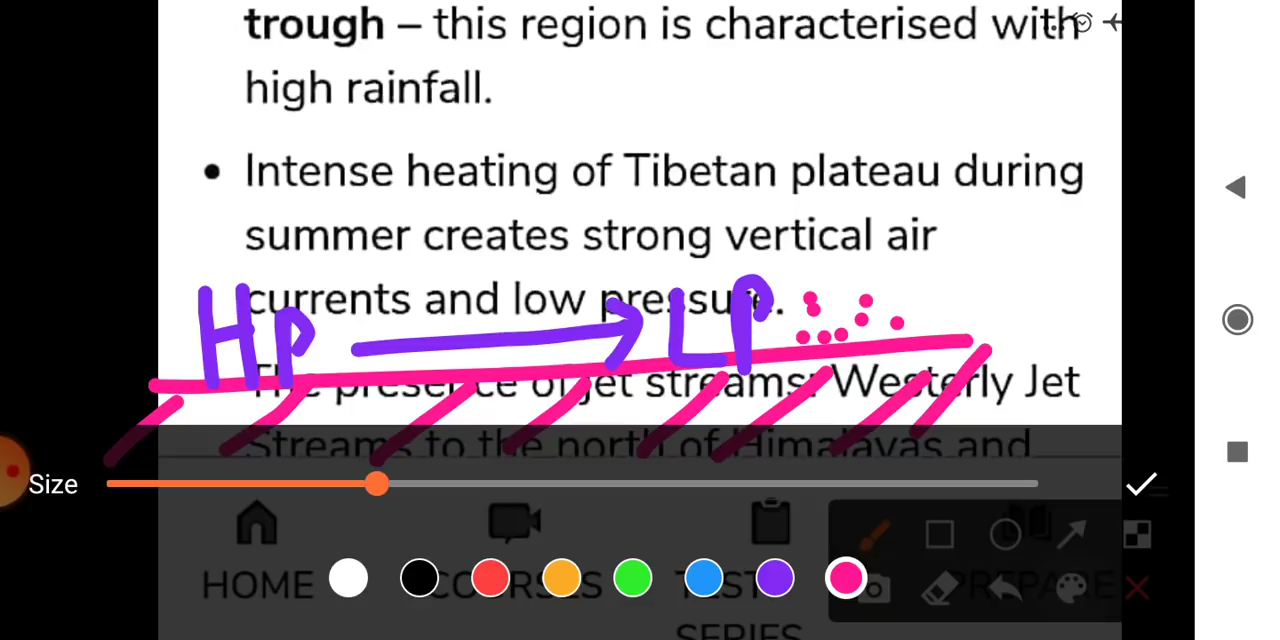 trough – this region is characterised with
high rainfall.
• Intense heating of Tibetan plateau during
summer creates strong vertical air
currents and low pressure.
HP → LP
The presence of jet streams: Westerly Jet
Streams to the north of Himalayas and
Size
HOME COURSES TEST PREPARE
SERIES